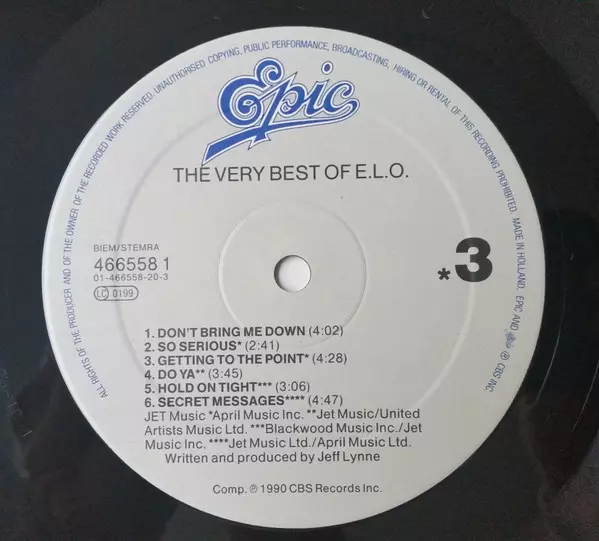 ALL RIGHTS OF THE PRODUCER AND OF THE OWNER OF THE RECORDED WORK RESERVED. UNAUTHORISED COPYING, PUBLIC PERFORMANCE, BROADCASTING, HIRING OR RENTAL OF THIS RECORDING PROHIBITED. MADE IN HOLLAND. EPIC AND ℗ CBS INC.
Epic
THE VERY BEST OF E.L.O.
BIEM/STEMRA
466558 1
01-466558-20-3
LC 0199
*3
1. DON'T BRING ME DOWN (4:02)
2. SO SERIOUS* (2:41)
3. GETTING TO THE POINT* (4:28)
4. DO YA** (3:45)
5. HOLD ON TIGHT*** (3:06)
6. SECRET MESSAGES**** (4:47)
JET Music *April Music Inc. **Jet Music/United
Artists Music Ltd. ***Blackwood Music Inc./Jet
Music Inc. ****Jet Music Ltd./April Music Ltd.
Written and produced by Jeff Lynne
Comp. ℗ 1990 CBS Records Inc.